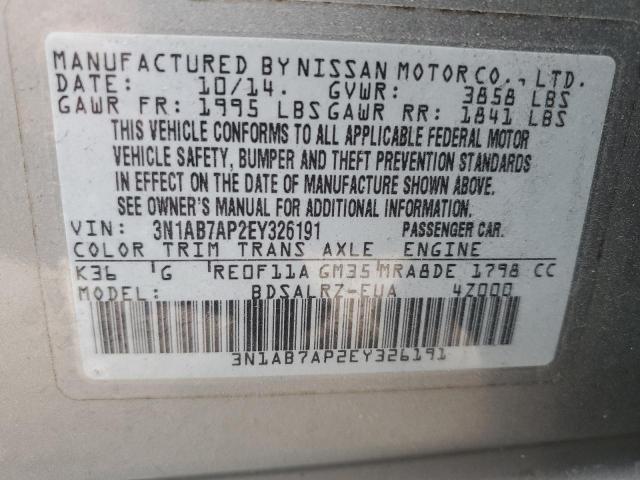 MANUFACTURED BY NISSAN MOTOR CO., LTD.
DATE: 10/14. GVWR: 3858 LBS
GAWR FR: 1995 LBS GAWR RR: 1841 LBS
THIS VEHICLE CONFORMS TO ALL APPLICABLE FEDERAL MOTOR
VEHICLE SAFETY, BUMPER AND THEFT PREVENTION STANDARDS
IN EFFECT ON THE DATE OF MANUFACTURE SHOWN ABOVE.
SEE OWNER'S MANUAL FOR ADDITIONAL INFORMATION.
VIN: 3N1AB7AP2EY326191 PASSENGER CAR.
COLOR TRIM TRANS AXLE ENGINE
K36 G RE0F11A GM35 MRA8DE 1798 CC
MODEL BDSALRZ-EUA 4Z000
3N1AB7AP2EY326191